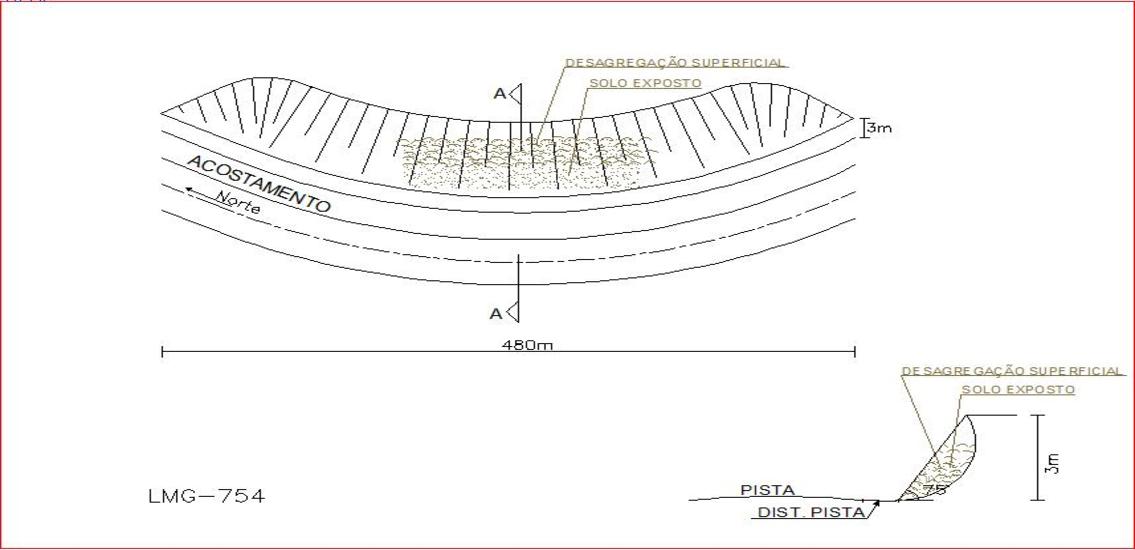 DESAGREGAÇÃO SUPERFICIAL
SOLO EXPOSTO
A
3m
ACOSTAMENTO
Norte
A
480m
DESAGREGAÇÃO SUPERFICIAL
SOLO EXPOSTO
3m
75°
LMG-754
PISTA
DIST. PISTA